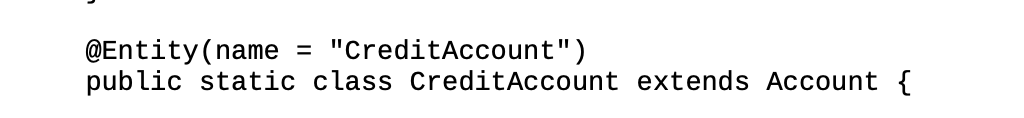 }
@Entity(name = "CreditAccount")
public static class CreditAccount extends Account {